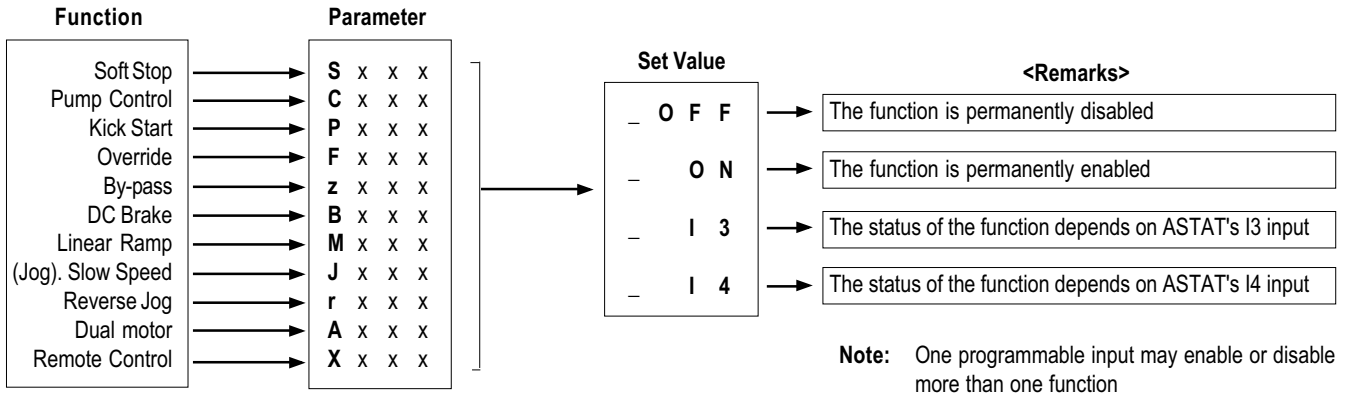 Function Parameter
Set Value
<Remarks>
Soft Stop S x x x
Pump Control C x x x
Kick Start P x x x
Override F x x x
By-pass z x x x
DC Brake B x x x
Linear Ramp M x x x
(Jog). Slow Speed J x x x
Reverse Jog r x x x
Dual motor A x x x
Remote Control X x x x
_ O F F The function is permanently disabled
_ O N The function is permanently enabled
_ I 3 The status of the function depends on ASTAT's I3 input
_ I 4 The status of the function depends on ASTAT's I4 input
Note: One programmable input may enable or disable
more than one function